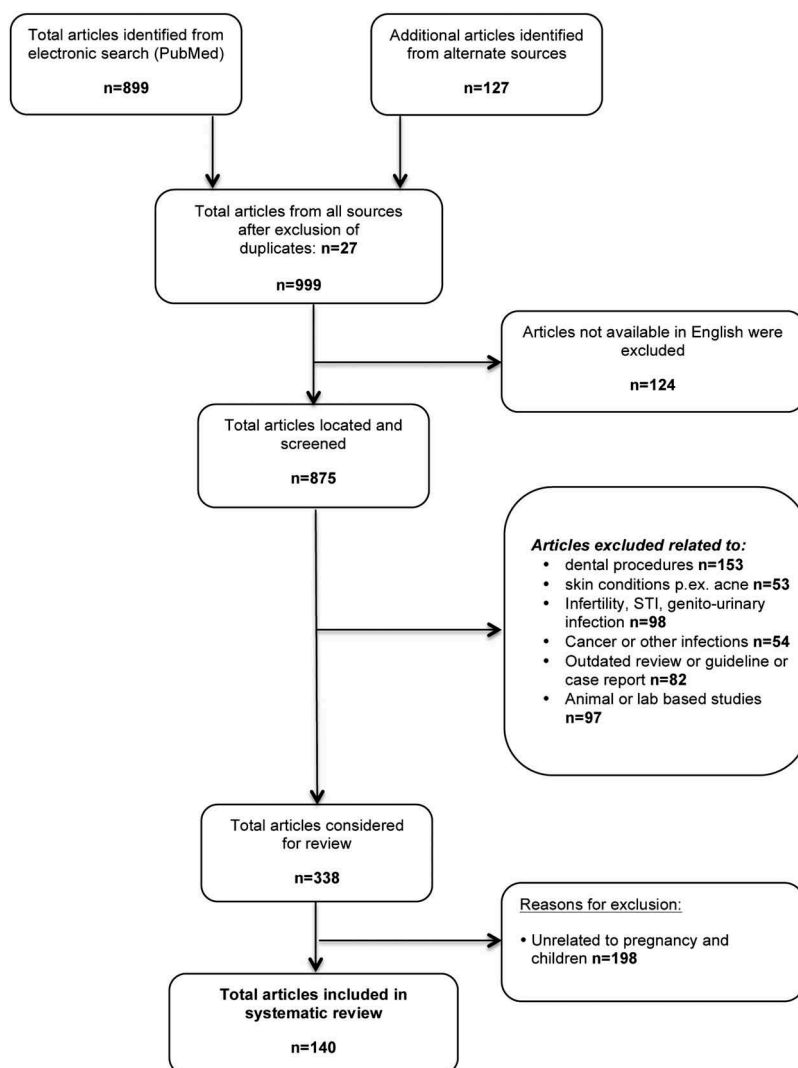 Total articles identified from
electronic search (PubMed)
n=899
Additional articles identified
from alternate sources
n=127
Total articles from all sources
after exclusion of
duplicates: n=27
n=999
Articles not available in English were
excluded
n=124
Total articles located and
screened
n=875
Articles excluded related to:
• dental procedures n=153
• skin conditions p.ex. acne n=53
• Infertility, STI, genito-urinary
infection n=98
• Cancer or other infections n=54
• Outdated review or guideline or
case report n=82
• Animal or lab based studies
n=97
Total articles considered
for review
n=338
Reasons for exclusion:
• Unrelated to pregnancy and
children n=198
Total articles included in
systematic review
n=140